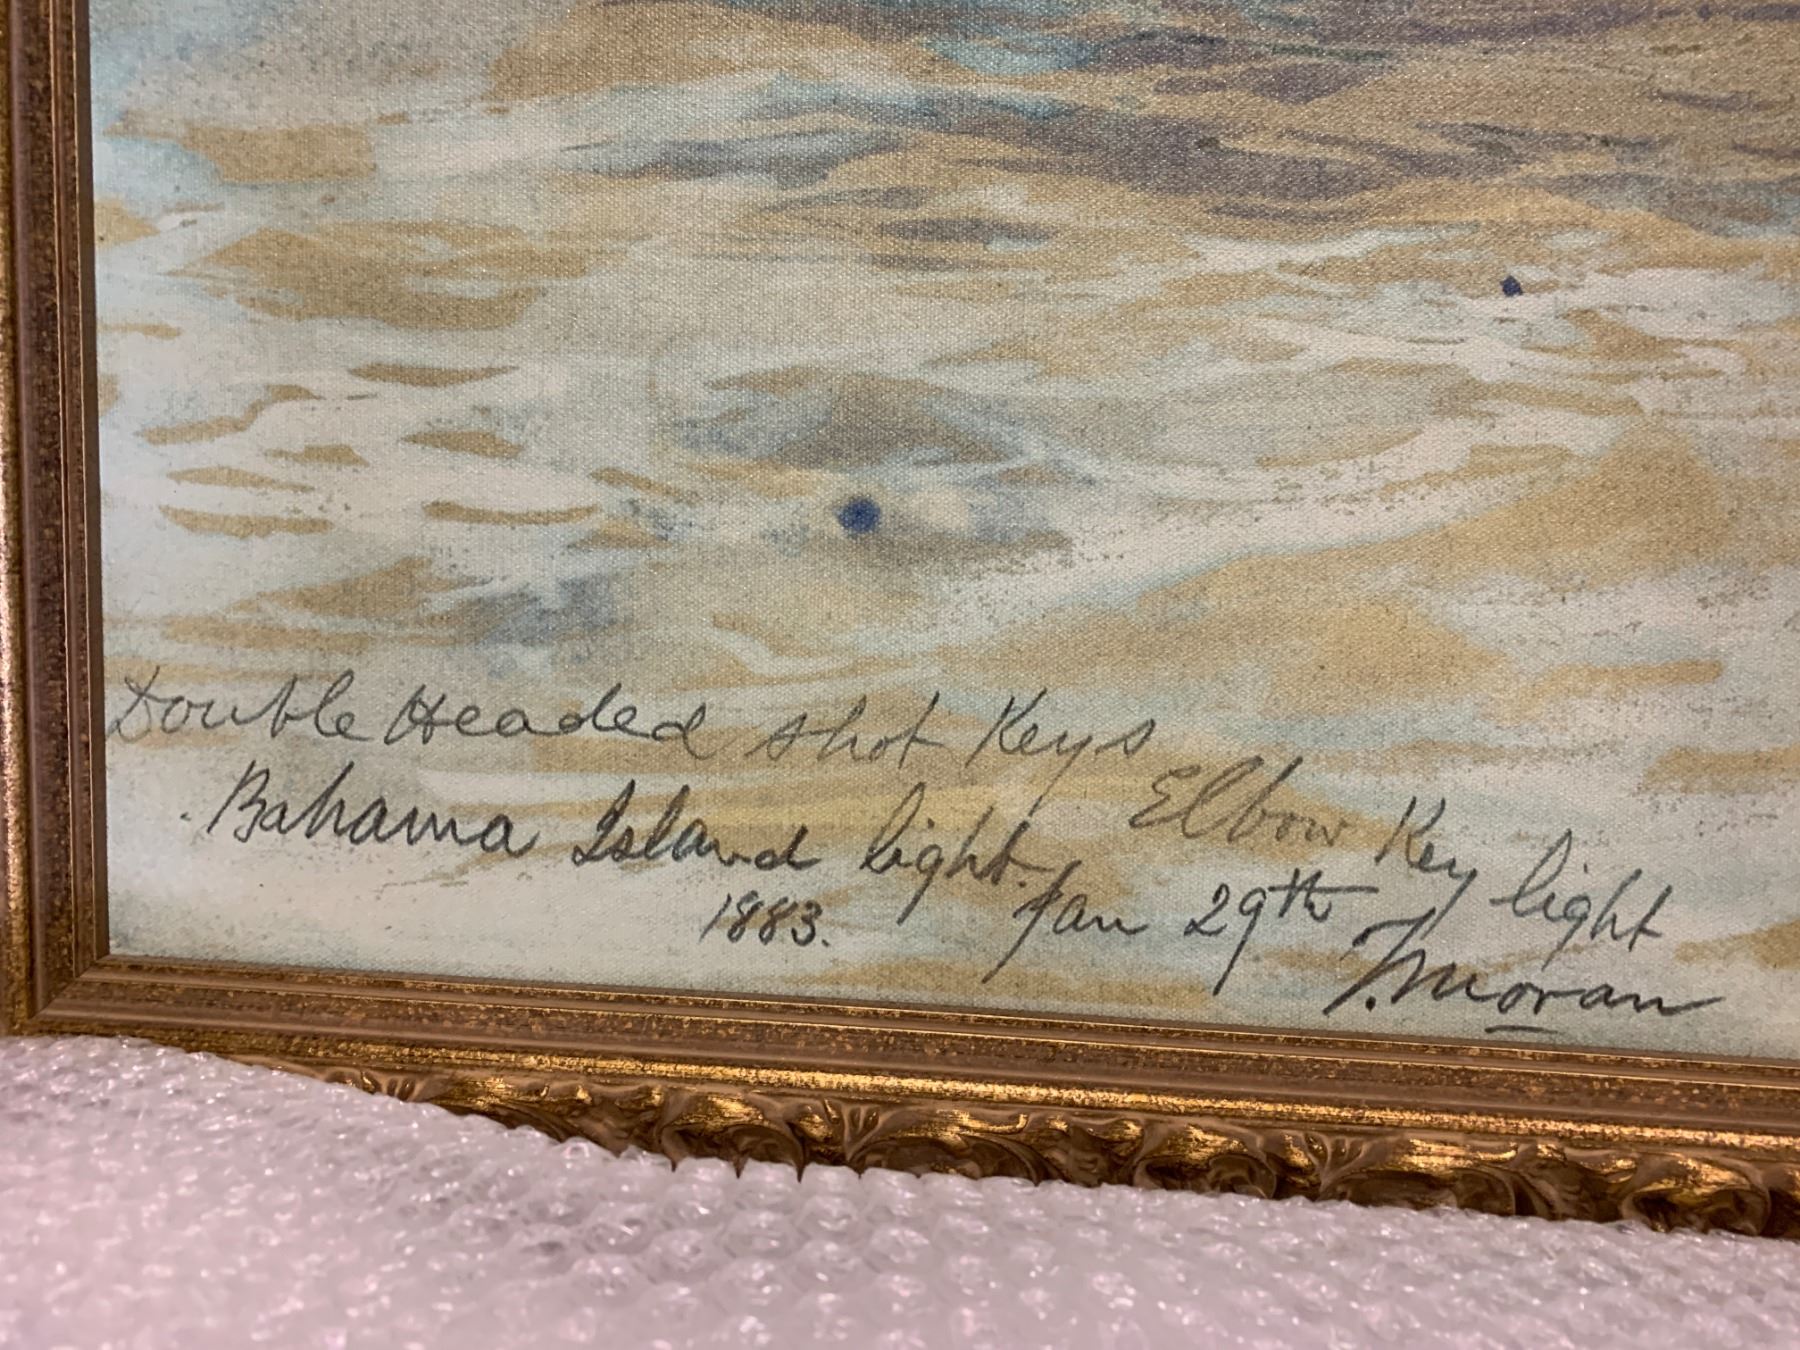 Double Headed shot Keys
Elbow Key light
Bahama Island light. Jan 29th
1883.
T. Moran